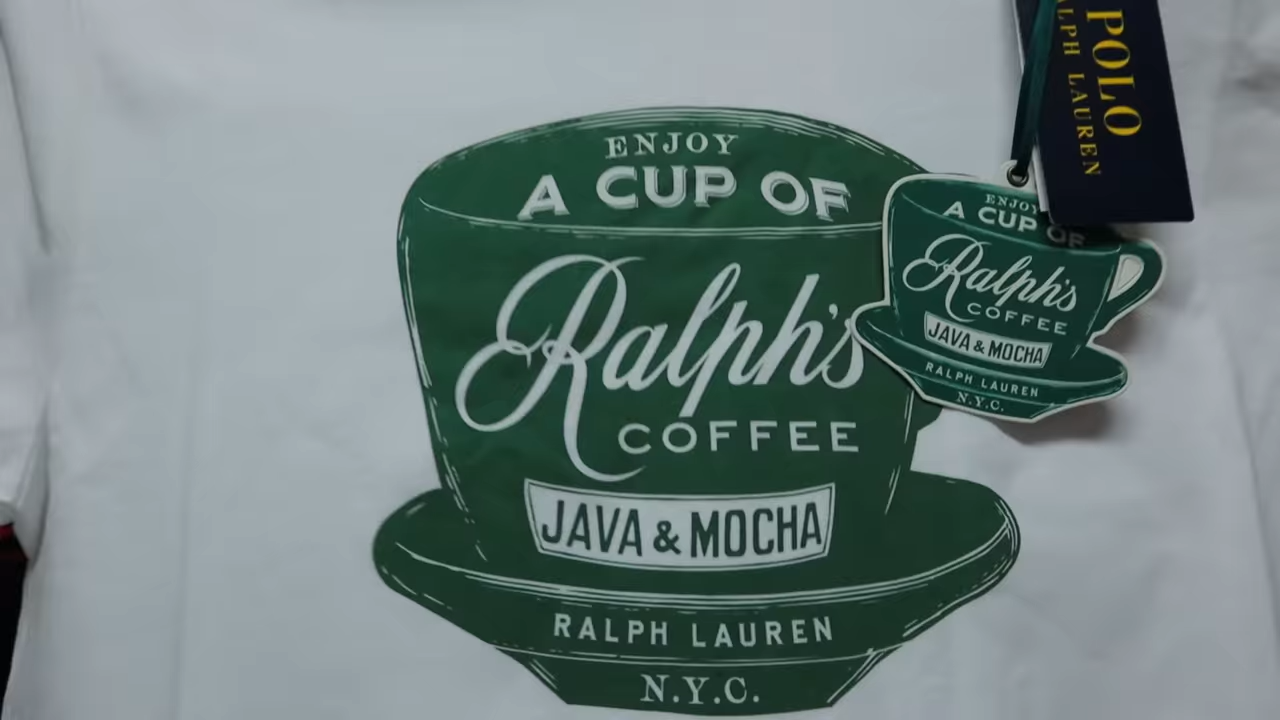 ENJOY
A CUP OF
Ralph's
COFFEE
JAVA & MOCHA
RALPH LAUREN
N.Y.C.
POLO
RALPH LAUREN
ENJOY
A CUP OF
Ralph's
COFFEE
JAVA & MOCHA
RALPH LAUREN
N.Y.C.